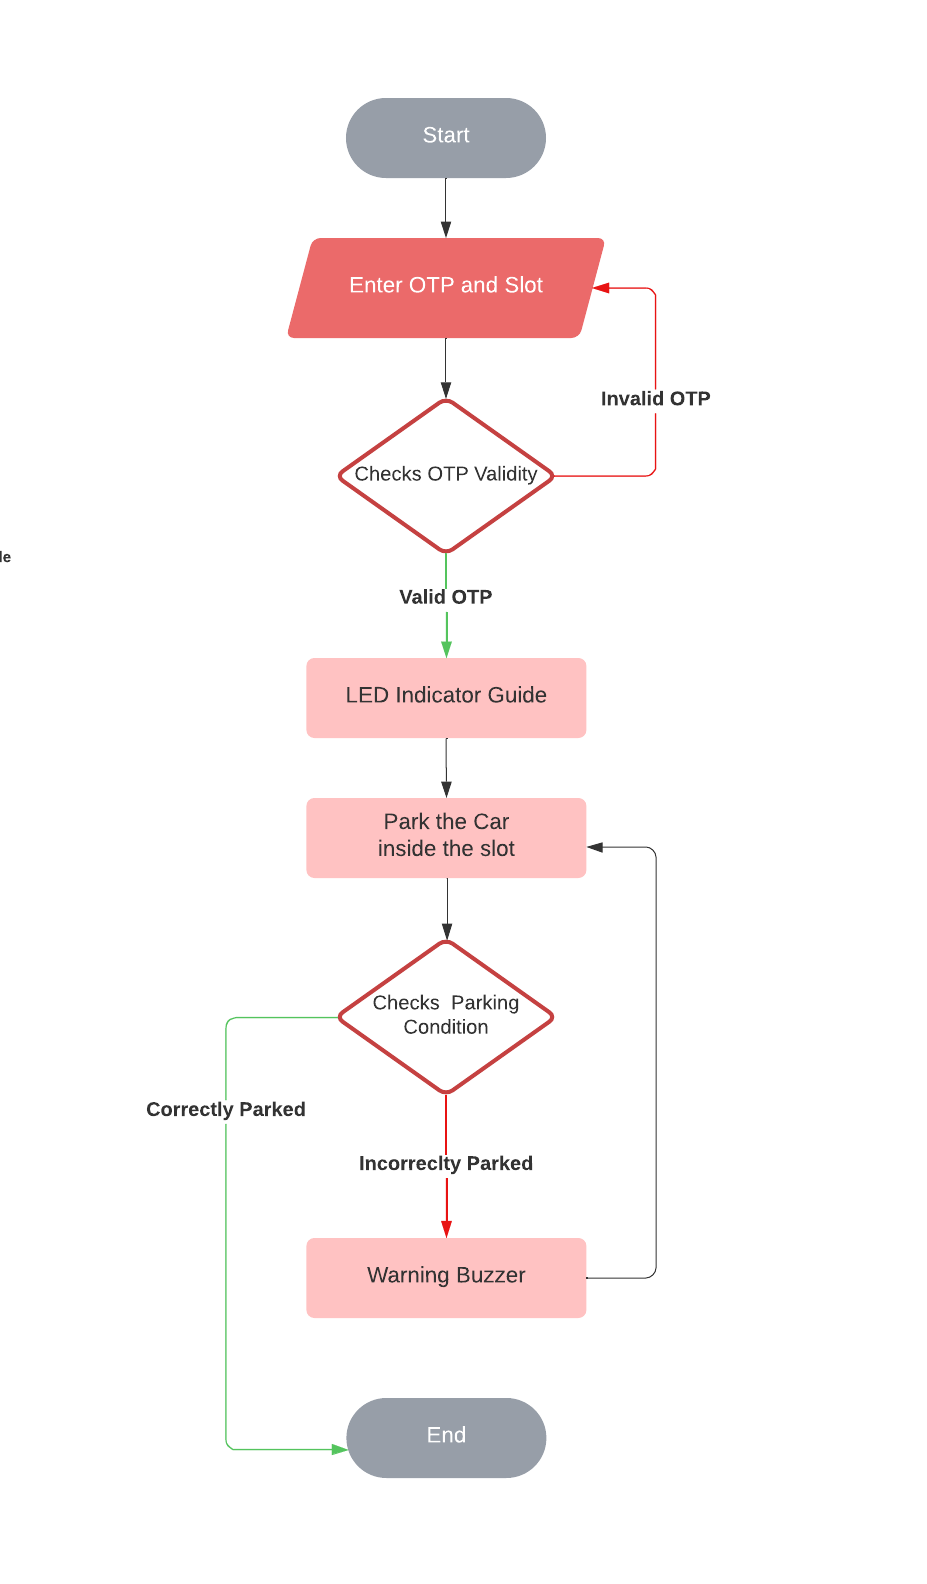 Start
Enter OTP and Slot
Invalid OTP
Checks OTP Validity
Valid OTP
LED Indicator Guide
Park the Car
inside the slot
Checks  Parking
Condition
Correctly Parked
Incorreclty Parked
Warning Buzzer
End